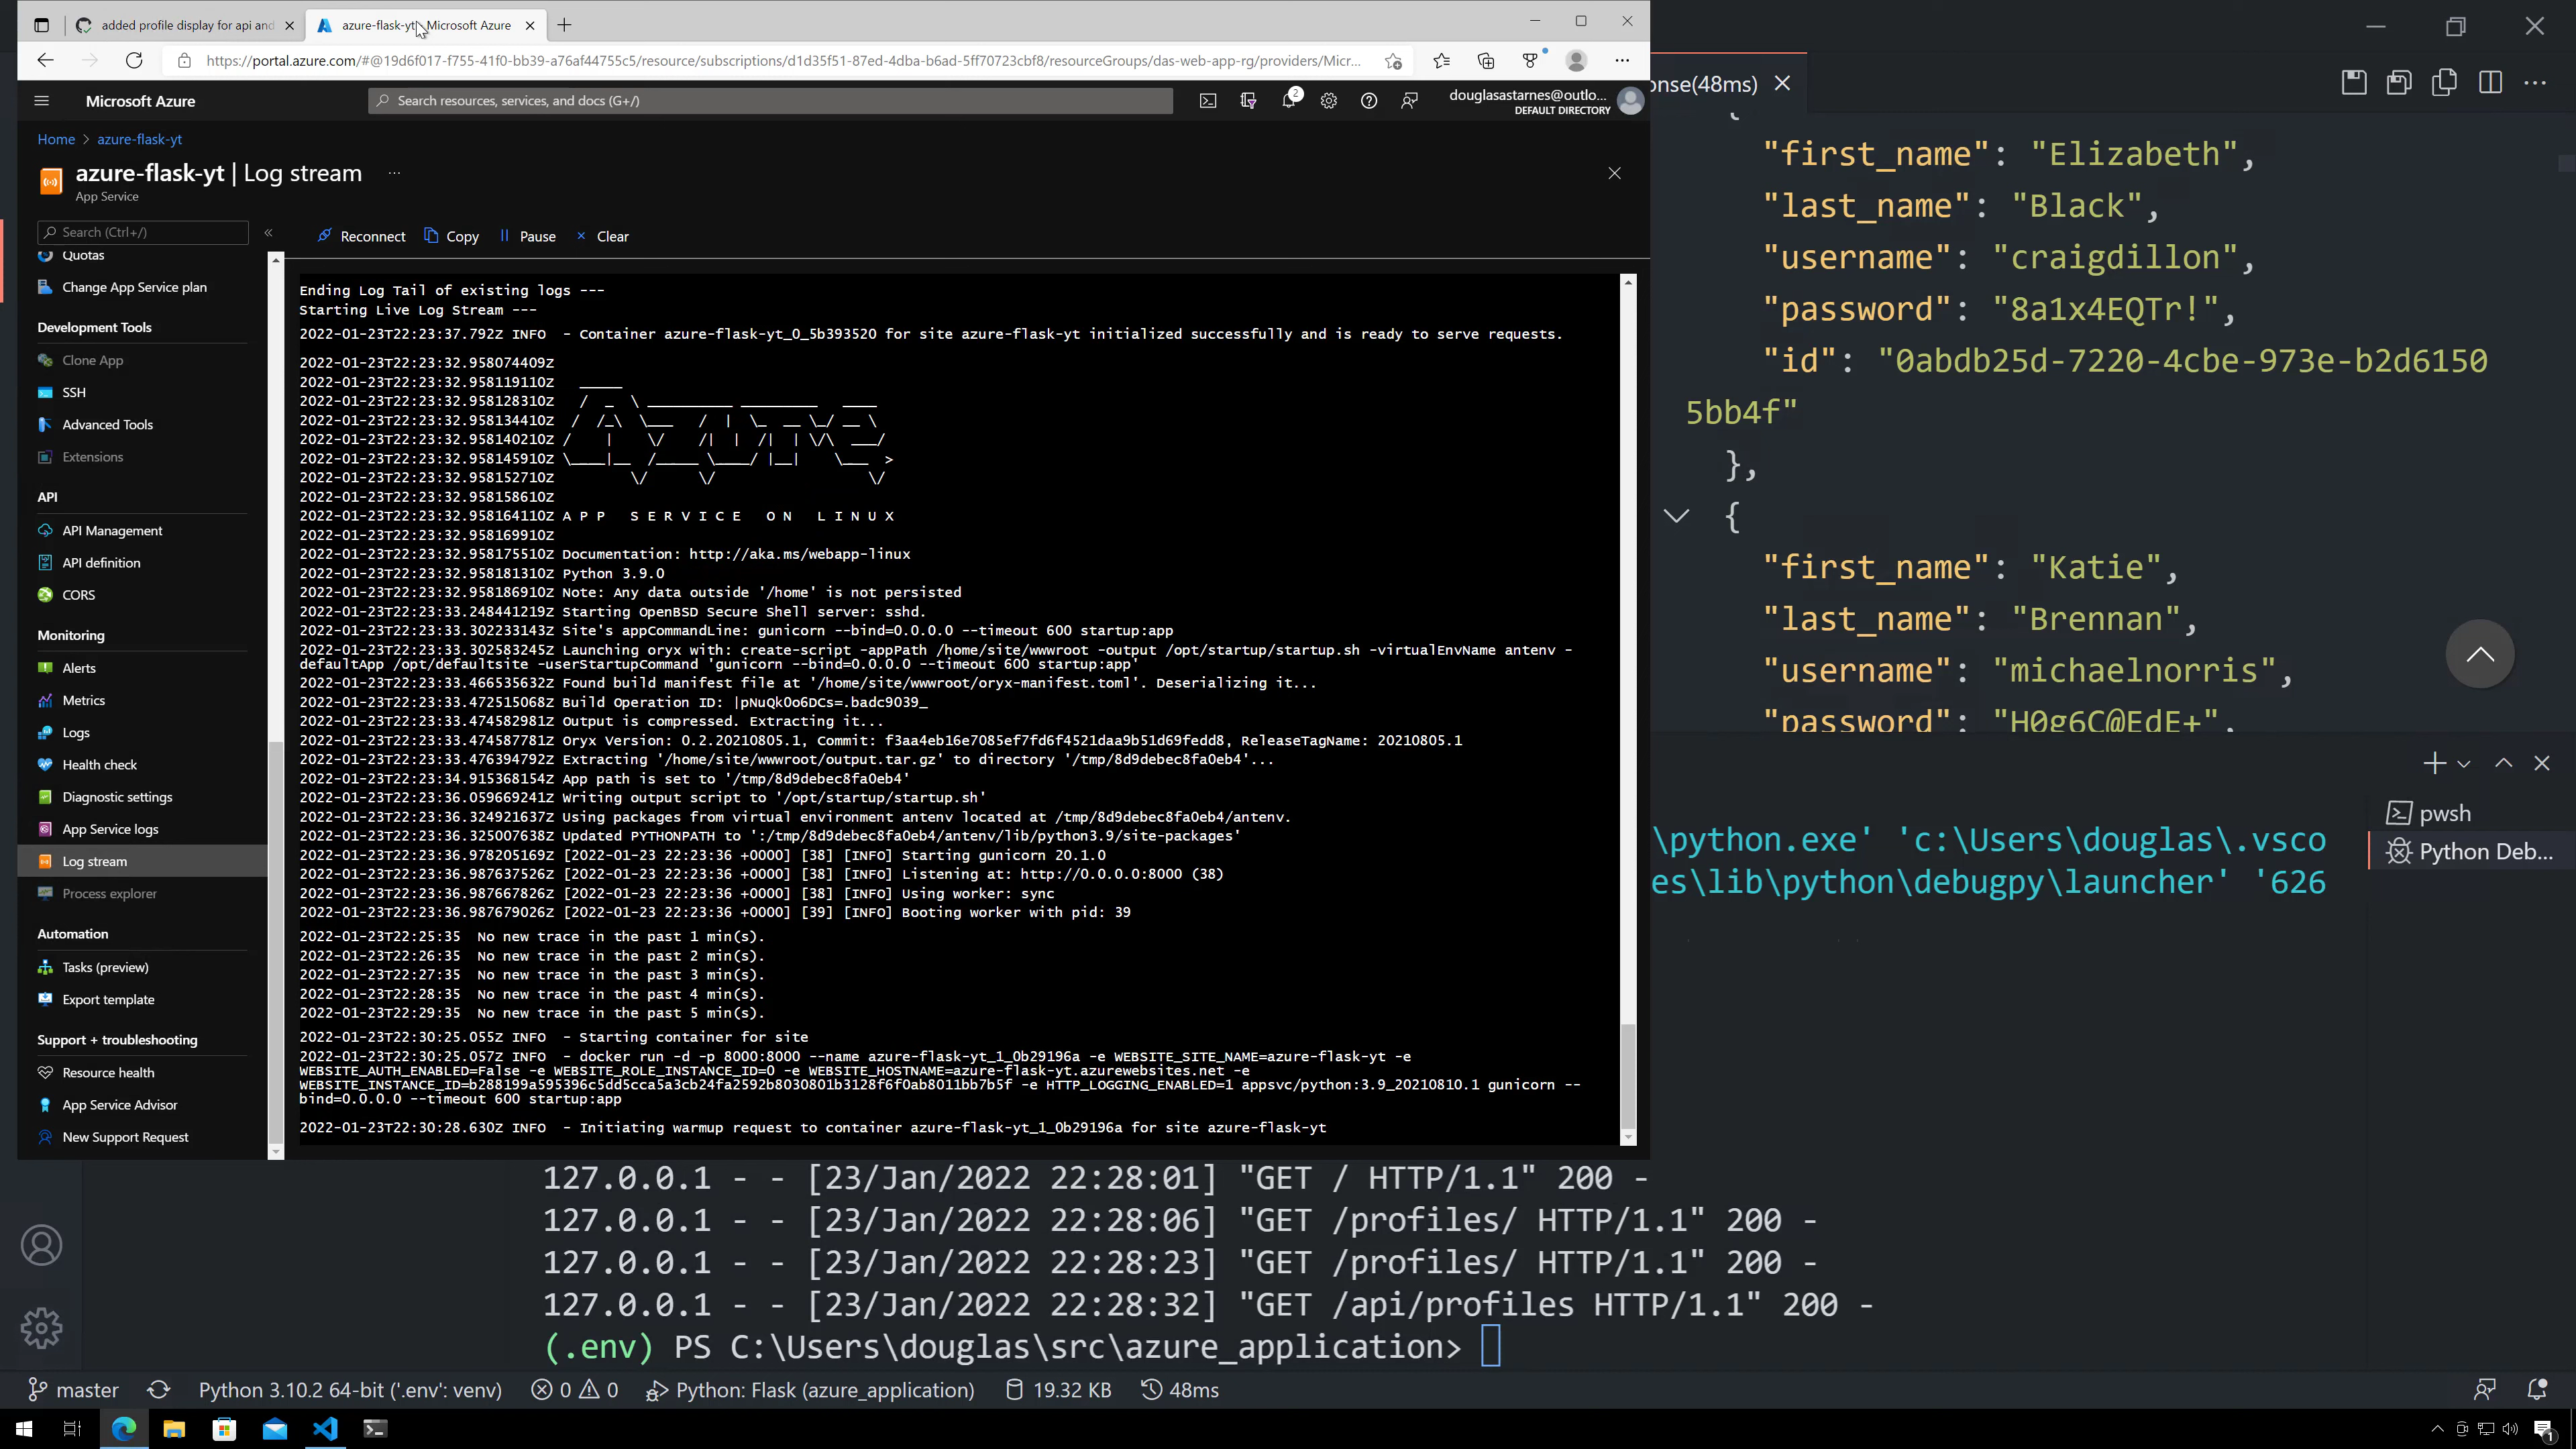 added profile display for api and
azure-flask-yt - Microsoft Azure
https://portal.azure.com/#@19d6f017-f755-41f0-bb39-a76af44755c5/resource/subscriptions/d1d35f51-87ed-4dba-b6ad-5ff70723cbf8/resourceGroups/das-web-app-rg/providers/Micr...
Microsoft Azure
Search resources, services, and docs (G+/)
2
douglasastarnes@outlo...
DEFAULT DIRECTORY
Home > azure-flask-yt
azure-flask-yt | Log stream ...
App Service
Search (Ctrl+/)
«
Reconnect Copy Pause Clear
Quotas
Change App Service plan
Development Tools
Clone App
SSH
Advanced Tools
Extensions
API
API Management
API definition
CORS
Monitoring
Alerts
Metrics
Logs
Health check
Diagnostic settings
App Service logs
Log stream
Process explorer
Automation
Tasks (preview)
Export template
Support + troubleshooting
Resource health
App Service Advisor
New Support Request
Ending Log Tail of existing logs ---
Starting Live Log Stream ---
2022-01-23T22:23:37.792Z INFO  - Container azure-flask-yt_0_5b393520 for site azure-flask-yt initialized successfully and is ready to serve requests.
2022-01-23T22:23:32.958074409Z
2022-01-23T22:23:32.958119110Z   _____
2022-01-23T22:23:32.958128310Z   /  _  \ __________ _________   ____
2022-01-23T22:23:32.958134410Z  /  /_\  \___   /  |  \_  __ \_/ __ \
2022-01-23T22:23:32.958140210Z /    |    \/    /|  |  /|  | \/\  ___/
2022-01-23T22:23:32.958145910Z \____|__  /_____ \____/ |__|    \___  >
2022-01-23T22:23:32.958152710Z         \/      \/                  \/
2022-01-23T22:23:32.958158610Z
2022-01-23T22:23:32.958164110Z A P P   S E R V I C E   O N   L I N U X
2022-01-23T22:23:32.958169910Z
2022-01-23T22:23:32.958175510Z Documentation: http://aka.ms/webapp-linux
2022-01-23T22:23:32.958181310Z Python 3.9.0
2022-01-23T22:23:32.958186910Z Note: Any data outside '/home' is not persisted
2022-01-23T22:23:33.248441219Z Starting OpenBSD Secure Shell server: sshd.
2022-01-23T22:23:33.302233143Z Site's appCommandLine: gunicorn --bind=0.0.0.0 --timeout 600 startup:app
2022-01-23T22:23:33.302583245Z Launching oryx with: create-script -appPath /home/site/wwwroot -output /opt/startup/startup.sh -virtualEnvName antenv -
defaultApp /opt/defaultsite -userStartupCommand 'gunicorn --bind=0.0.0.0 --timeout 600 startup:app'
2022-01-23T22:23:33.466535632Z Found build manifest file at '/home/site/wwwroot/oryx-manifest.toml'. Deserializing it...
2022-01-23T22:23:33.472515068Z Build Operation ID: |pNuQkOo6DCs=.badc9039_
2022-01-23T22:23:33.474582981Z Output is compressed. Extracting it...
2022-01-23T22:23:33.474587781Z Oryx Version: 0.2.20210805.1, Commit: f3aa4eb16e7085ef7fd6f4521daa9b51d69fedd8, ReleaseTagName: 20210805.1
2022-01-23T22:23:33.476394792Z Extracting '/home/site/wwwroot/output.tar.gz' to directory '/tmp/8d9debec8fa0eb4'...
2022-01-23T22:23:34.915368154Z App path is set to '/tmp/8d9debec8fa0eb4'
2022-01-23T22:23:36.059669241Z Writing output script to '/opt/startup/startup.sh'
2022-01-23T22:23:36.324921637Z Using packages from virtual environment antenv located at /tmp/8d9debec8fa0eb4/antenv.
2022-01-23T22:23:36.325007638Z Updated PYTHONPATH to ':/tmp/8d9debec8fa0eb4/antenv/lib/python3.9/site-packages'
2022-01-23T22:23:36.978205169Z [2022-01-23 22:23:36 +0000] [38] [INFO] Starting gunicorn 20.1.0
2022-01-23T22:23:36.987637526Z [2022-01-23 22:23:36 +0000] [38] [INFO] Listening at: http://0.0.0.0:8000 (38)
2022-01-23T22:23:36.987667826Z [2022-01-23 22:23:36 +0000] [38] [INFO] Using worker: sync
2022-01-23T22:23:36.987679026Z [2022-01-23 22:23:36 +0000] [39] [INFO] Booting worker with pid: 39
2022-01-23T22:25:35  No new trace in the past 1 min(s).
2022-01-23T22:26:35  No new trace in the past 2 min(s).
2022-01-23T22:27:35  No new trace in the past 3 min(s).
2022-01-23T22:28:35  No new trace in the past 4 min(s).
2022-01-23T22:29:35  No new trace in the past 5 min(s).
2022-01-23T22:30:25.055Z INFO  - Starting container for site
2022-01-23T22:30:25.057Z INFO  - docker run -d -p 8000:8000 --name azure-flask-yt_1_0b29196a -e WEBSITE_SITE_NAME=azure-flask-yt -e
WEBSITE_AUTH_ENABLED=False -e WEBSITE_ROLE_INSTANCE_ID=0 -e WEBSITE_HOSTNAME=azure-flask-yt.azurewebsites.net -e
WEBSITE_INSTANCE_ID=b288199a595396c5dd5cca5a3cb24fa2592b8030801b3128f6f0ab8011bb7b5f -e HTTP_LOGGING_ENABLED=1 appsvc/python:3.9_20210810.1 gunicorn --
bind=0.0.0.0 --timeout 600 startup:app
2022-01-23T22:30:28.630Z INFO  - Initiating warmup request to container azure-flask-yt_1_0b29196a for site azure-flask-yt
onse(48ms)
{
"first_name": "Elizabeth",
"last_name": "Black",
"username": "craigdillon",
"password": "8a1x4EQTr!",
"id": "0abdb25d-7220-4cbe-973e-b2d6150
5bb4f"
},
{
"first_name": "Katie",
"last_name": "Brennan",
"username": "michaelnorris",
"password": "H0g6C@EdE+",
\python.exe' 'c:\Users\douglas\.vsco
es\lib\python\debugpy\launcher' '626
pwsh
Python Deb...
127.0.0.1 - - [23/Jan/2022 22:28:01] "GET / HTTP/1.1" 200 -
127.0.0.1 - - [23/Jan/2022 22:28:06] "GET /profiles/ HTTP/1.1" 200 -
127.0.0.1 - - [23/Jan/2022 22:28:23] "GET /profiles/ HTTP/1.1" 200 -
127.0.0.1 - - [23/Jan/2022 22:28:32] "GET /api/profiles HTTP/1.1" 200 -
(.env) PS C:\Users\douglas\src\azure_application>
master Python 3.10.2 64-bit ('.env': venv) 0 0 Python: Flask (azure_application) 19.32 KB 48ms
1